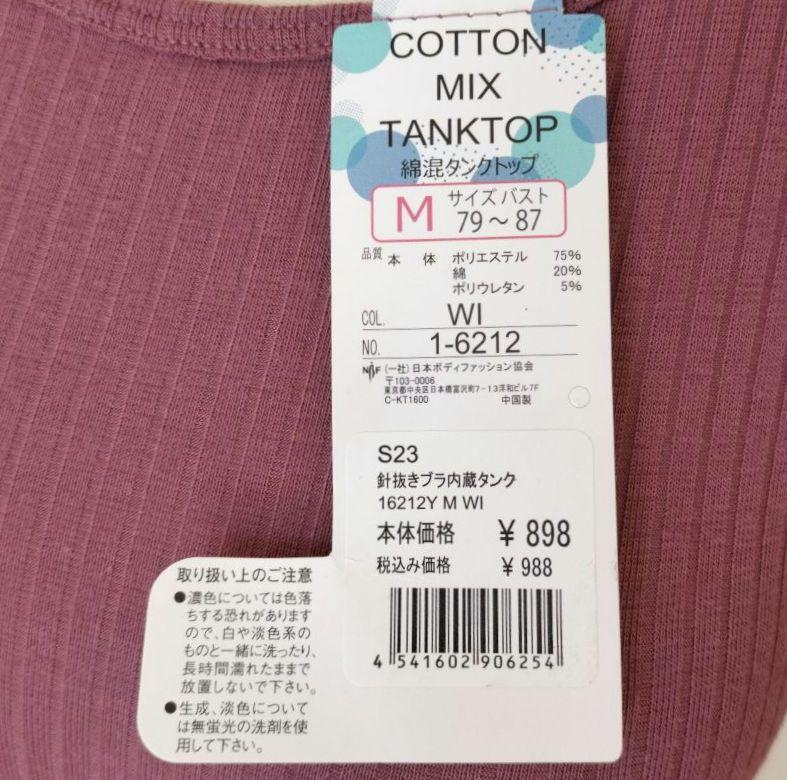 COTTON
MIX
TANKTOP
綿混タンクトップ
M サイズ バスト
79～87
品質 本 体 ポリエステル 75%
綿 20%
ポリウレタン 5%
COL. WI
NO. 1-6212
NBF (一社)日本ボディファッション協会
〒103-0006
東京都中央区日本橋富沢町7-13洋和ビル7F
C-KT1600 中国製
S23
針抜きブラ内蔵タンク
16212Y M WI
本体価格 ¥ 898
税込み価格 ¥ 988
4 541602 906254
取り扱い上のご注意
●濃色については色落
ちする恐れがあります
ので、白や淡色系の
ものと一緒に洗ったり、
長時間濡れたままで
放置しないで下さい。
●生成、淡色について
は無蛍光の洗剤を使
用して下さい。